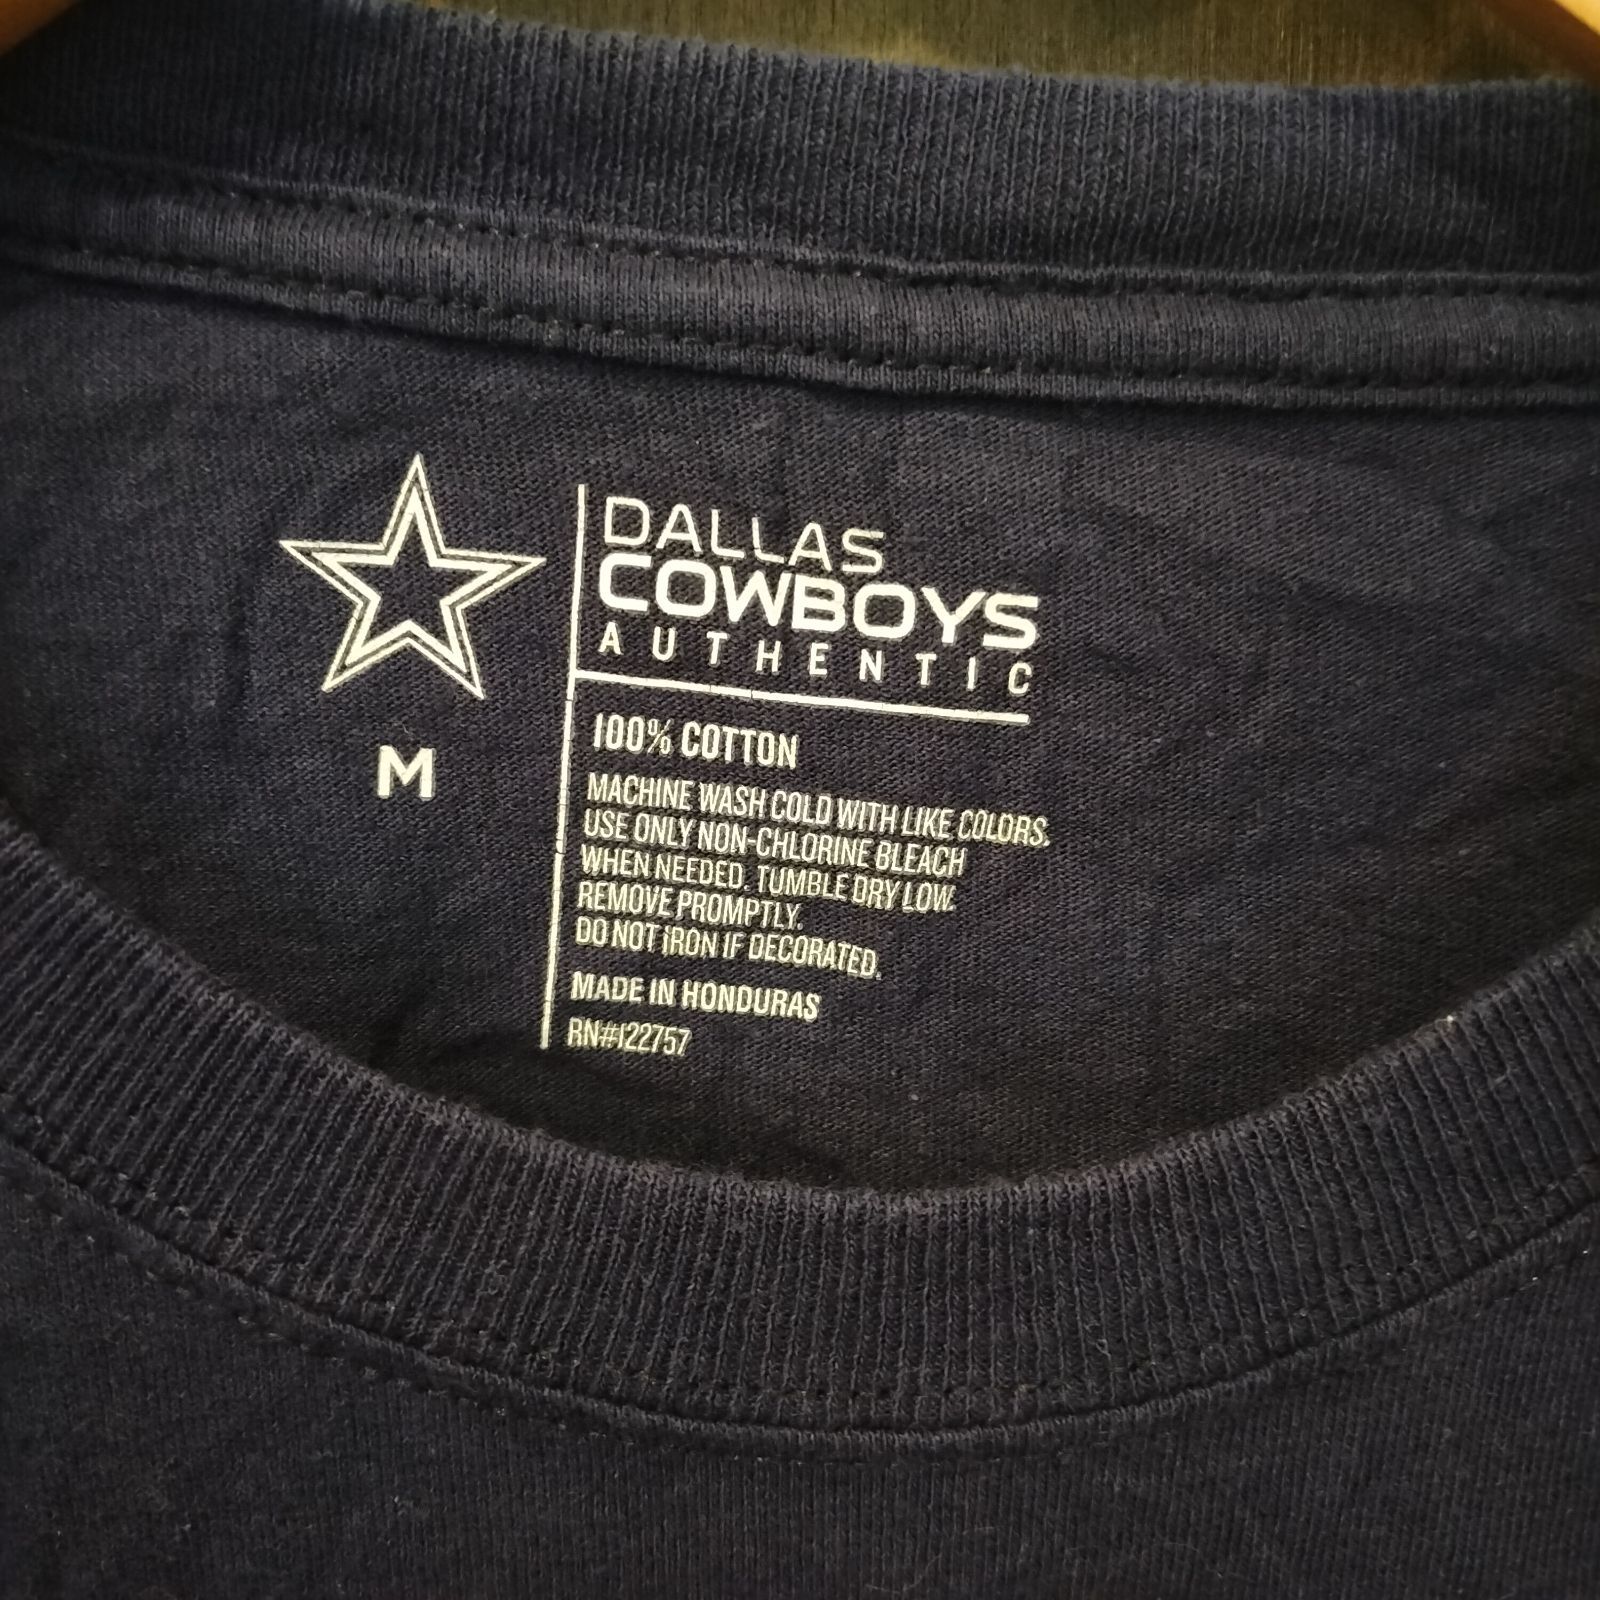 DALLAS
COWBOYS
AUTHENTIC
M
100% COTTON
MACHINE WASH COLD WITH LIKE COLORS.
USE ONLY NON-CHLORINE BLEACH
WHEN NEEDED. TUMBLE DRY LOW.
REMOVE PROMPTLY.
DO NOT IRON IF DECORATED.
MADE IN HONDURAS
RN#122757